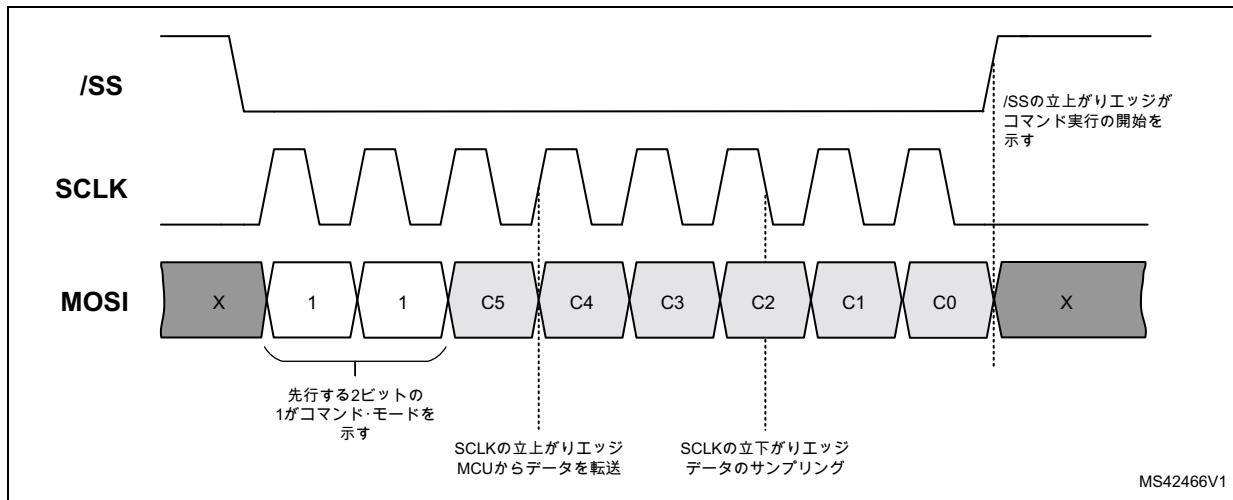 /SS
/SSの立上がりエッジが
コマンド実行の開始を
示す
SCLK
MOSI
X
1
1
C5
C4
C3
C2
C1
C0
X
先行する2ビットの
1がコマンド・モードを
示す
SCLKの立上がりエッジ
MCUからデータを転送
SCLKの立下がりエッジ
データのサンプリング
MS42466V1